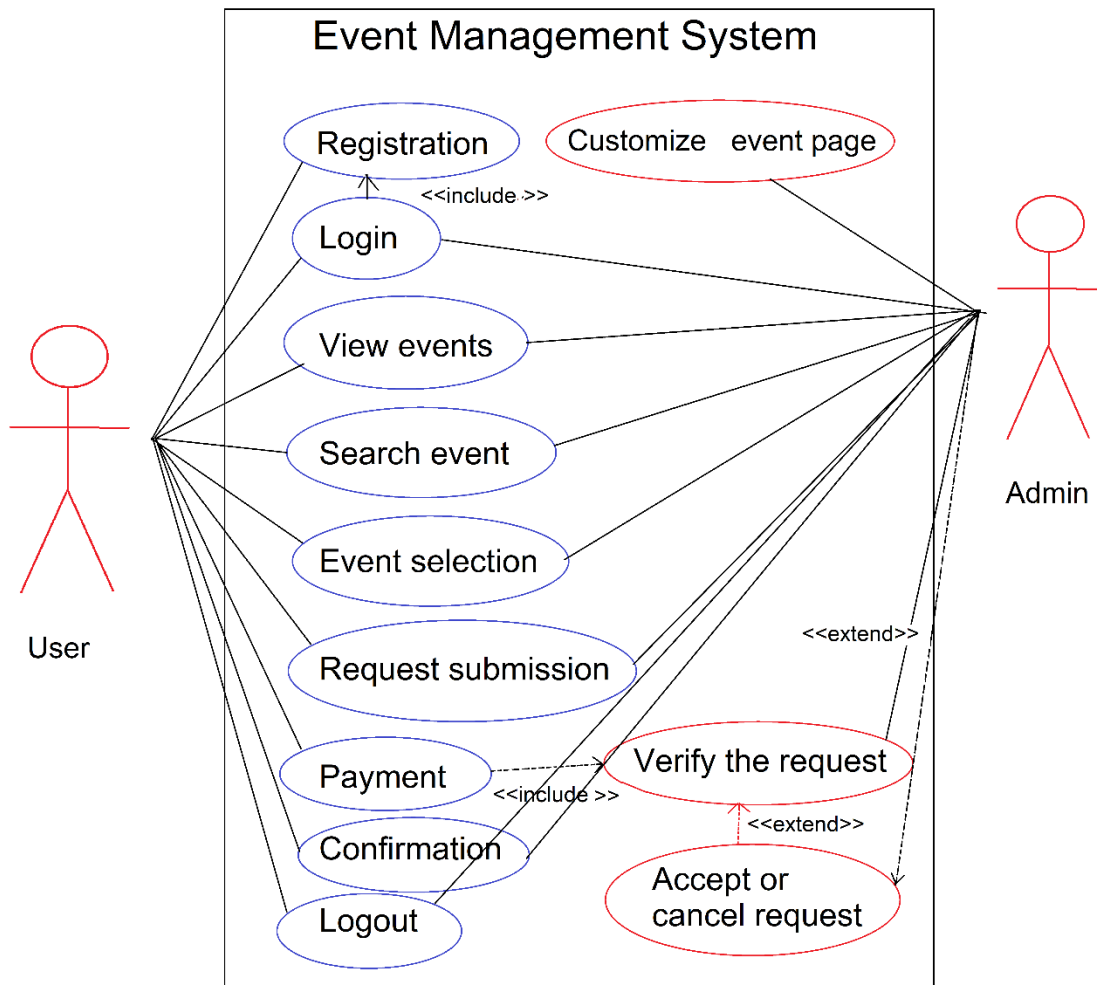 Event Management System
Registration
Customize event page
<<include >>
Login
View events
Search event
Admin
Event selection
<<extend>>
User
Request submission
Verify the request
Payment
<<include >>
<<extend>>
Confirmation
Accept or
cancel request
Logout